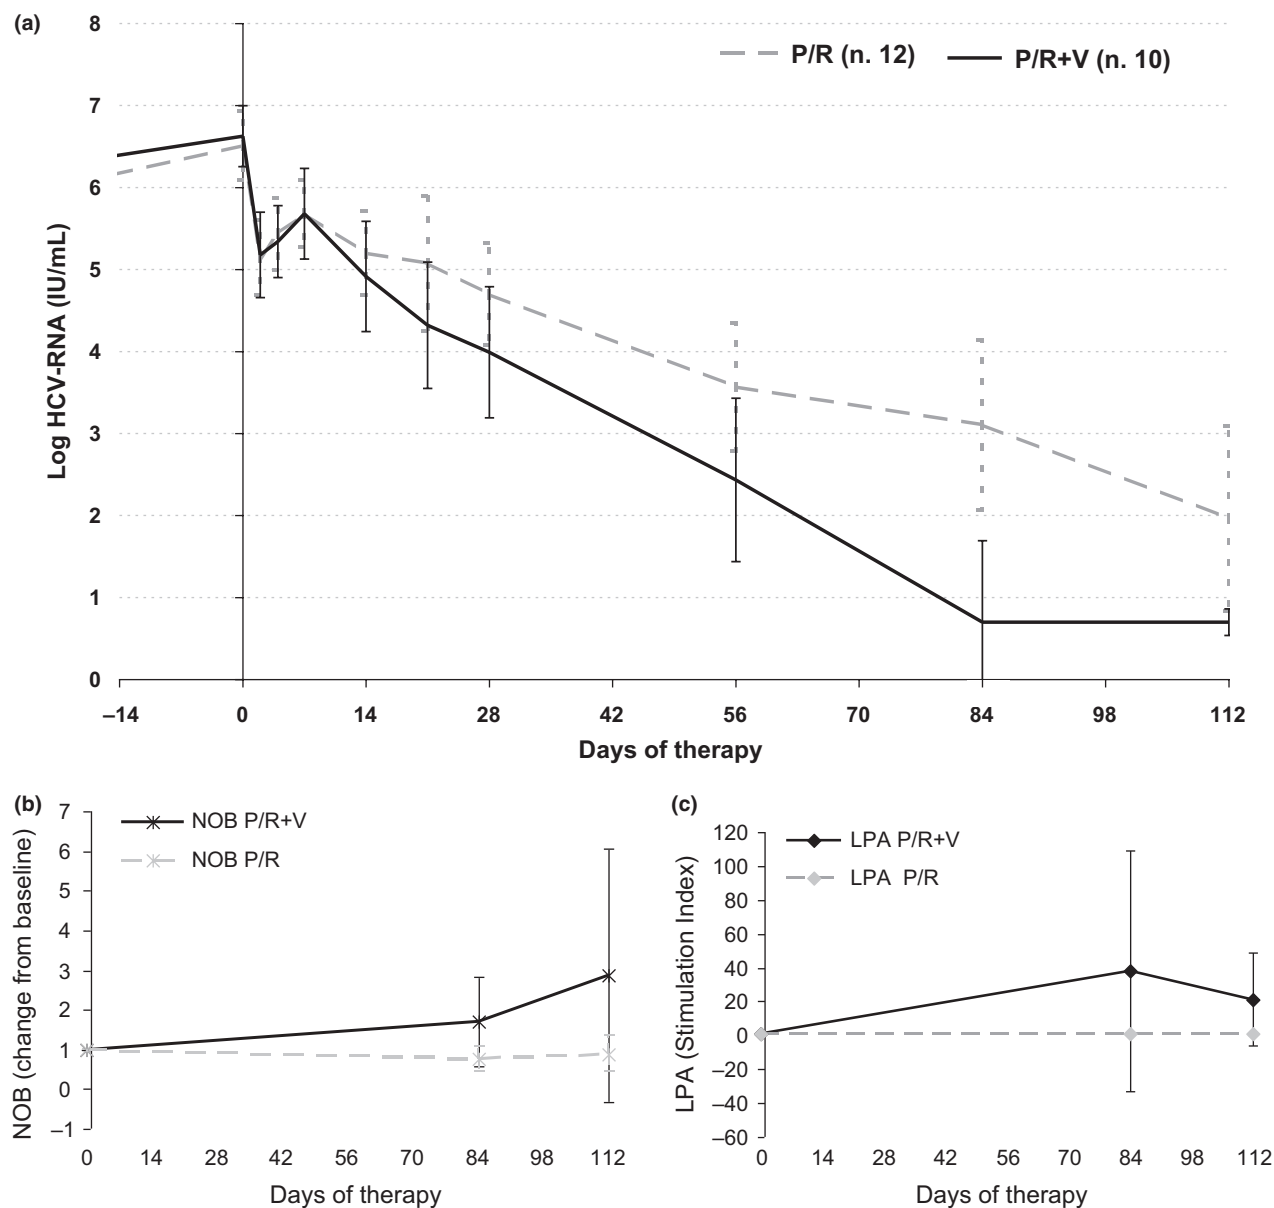 (a)
8
7
6
5
4
3
2
1
0
Log HCV-RNA (IU/mL)
P/R (n. 12)
P/R+V (n. 10)
–14 0 14 28 42 56 70 84 98 112
Days of therapy
(b)
7
6
5
4
3
2
1
0
–1
NOB (change from baseline)
NOB P/R+V
NOB P/R
0 14 28 42 56 70 84 98 112
Days of therapy
(c)
120
100
80
60
40
20
0
–20
–40
–60
LPA (Stimulation Index)
LPA P/R+V
LPA P/R
0 14 28 42 56 70 84 98 112
Days of therapy